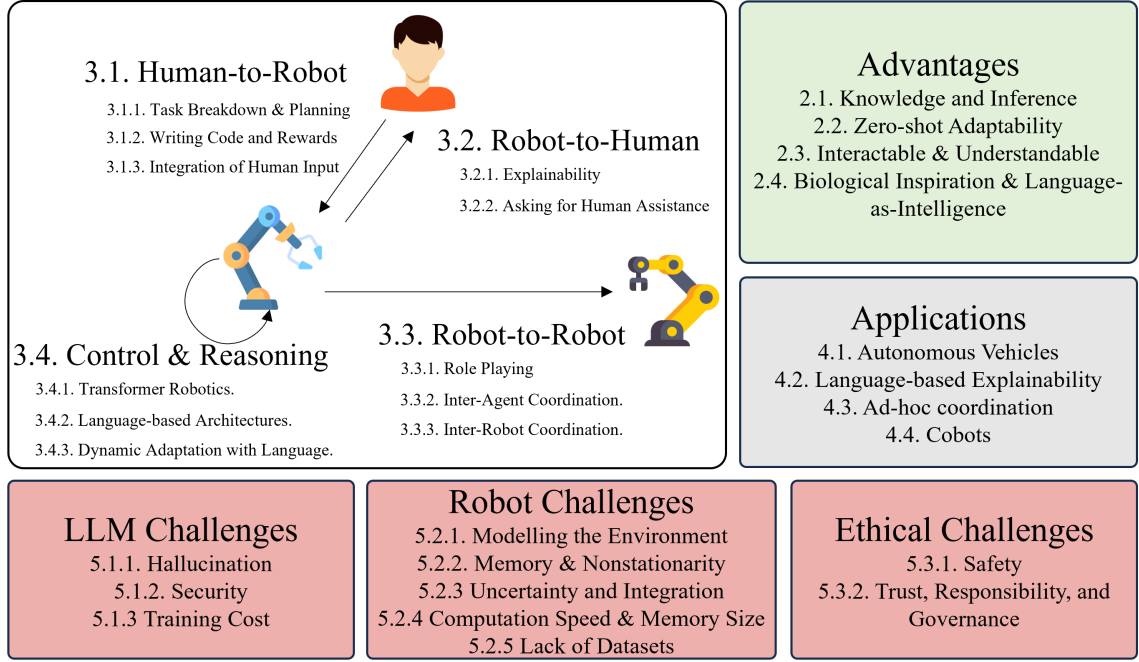 3.1. Human-to-Robot
3.1.1. Task Breakdown & Planning
3.1.2. Writing Code and Rewards
3.1.3. Integration of Human Input
3.2. Robot-to-Human
3.2.1. Explainability
3.2.2. Asking for Human Assistance
3.3. Robot-to-Robot
3.3.1. Role Playing
3.3.2. Inter-Agent Coordination.
3.3.3. Inter-Robot Coordination.
3.4. Control & Reasoning
3.4.1. Transformer Robotics.
3.4.2. Language-based Architectures.
3.4.3. Dynamic Adaptation with Language.
Advantages
2.1. Knowledge and Inference
2.2. Zero-shot Adaptability
2.3. Interactable & Understandable
2.4. Biological Inspiration & Language-
as-Intelligence
Applications
4.1. Autonomous Vehicles
4.2. Language-based Explainability
4.3. Ad-hoc coordination
4.4. Cobots
LLM Challenges
5.1.1. Hallucination
5.1.2. Security
5.1.3 Training Cost
Robot Challenges
5.2.1. Modelling the Environment
5.2.2. Memory & Nonstationarity
5.2.3 Uncertainty and Integration
5.2.4 Computation Speed & Memory Size
5.2.5 Lack of Datasets
Ethical Challenges
5.3.1. Safety
5.3.2. Trust, Responsibility, and
Governance